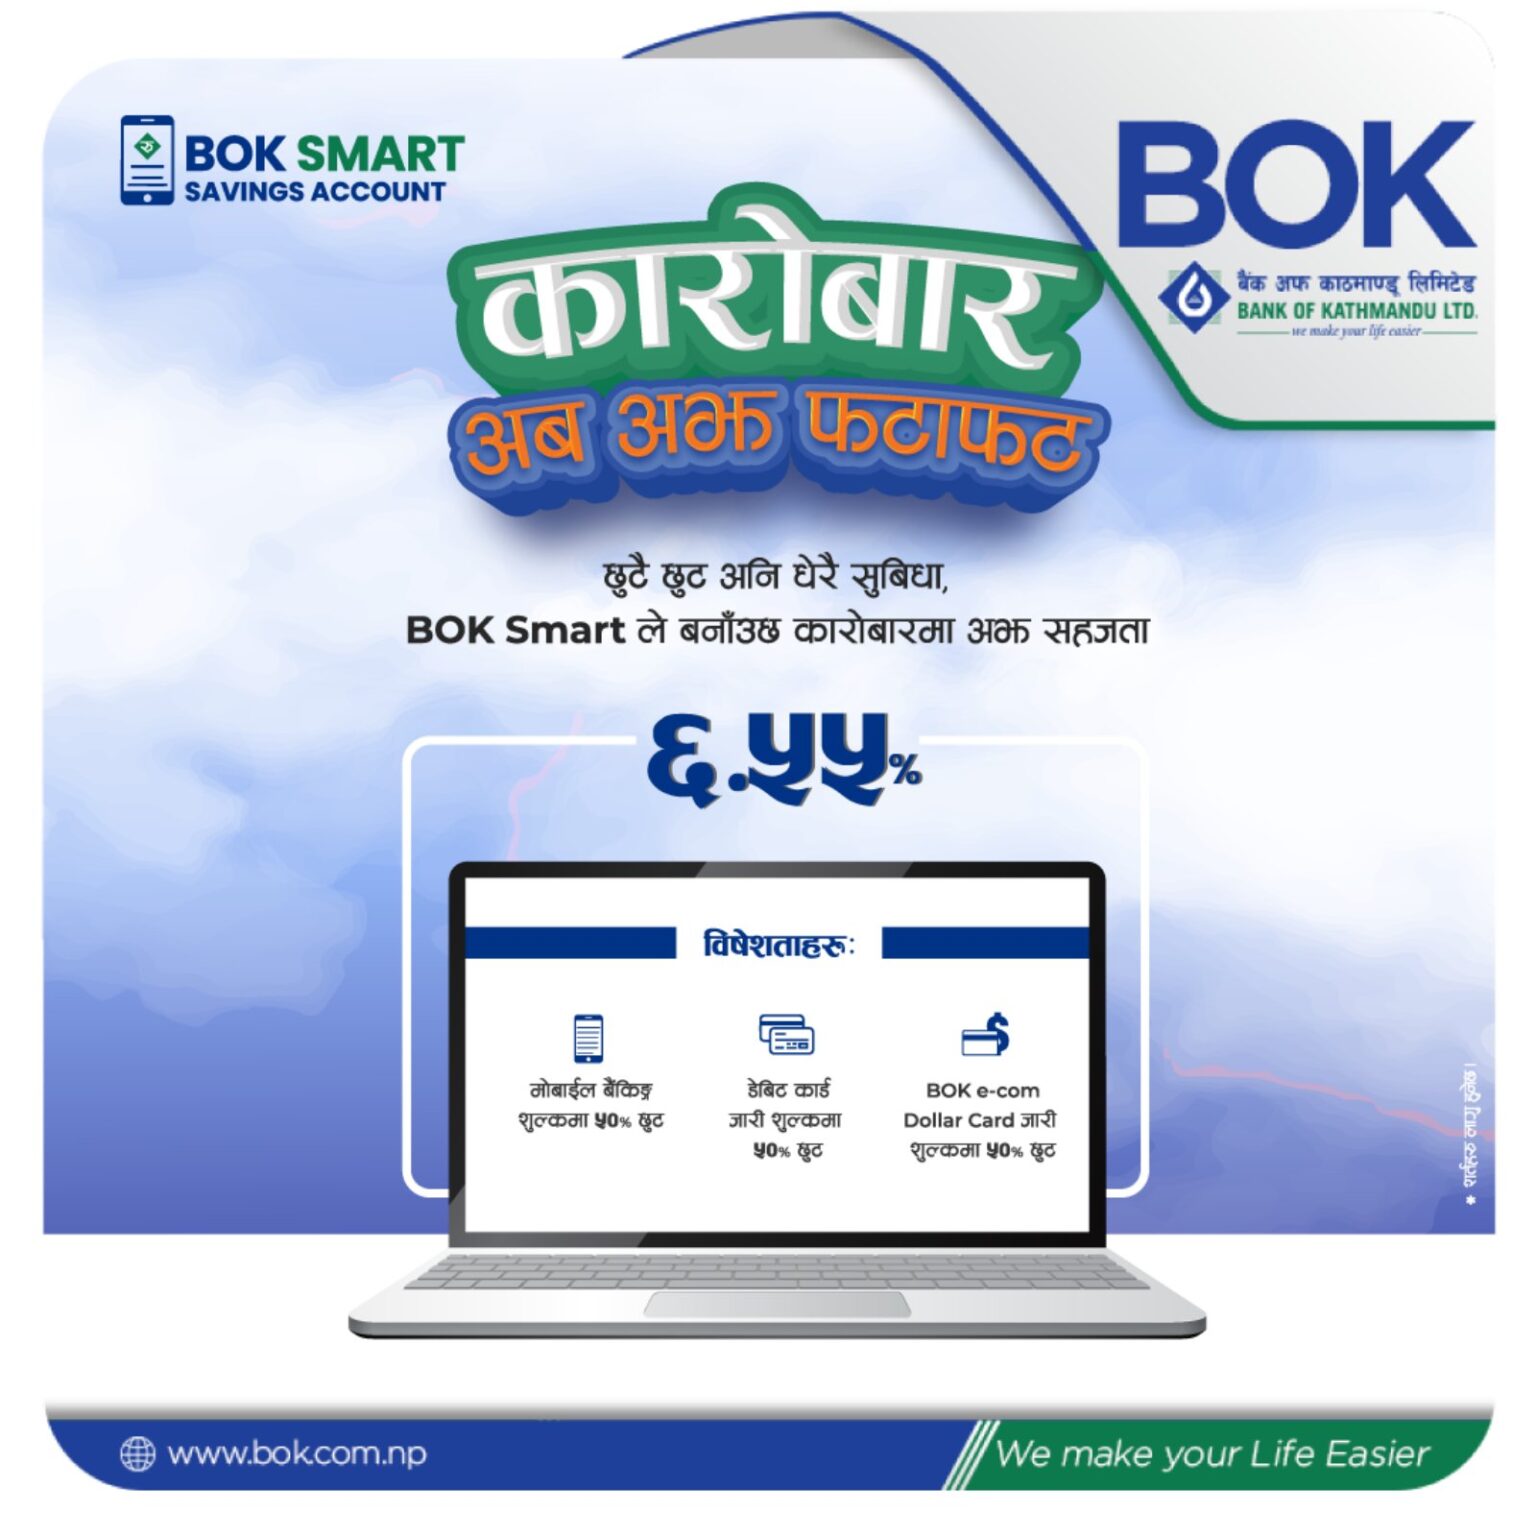 BOK SMART
SAVINGS ACCOUNT
BOK
बैंक अफ काठमाण्डू लिमिटेड
BANK OF KATHMANDU LTD.
we make your life easier
कारोबार
अब अझ फटाफट
छुटै छुट अनि धेरै सुबिधा,
BOK Smart ले बनाँउछ कारोबारमा अझ सहजता
६.५५%
विषेशताहरू:
मोबाईल बैंकिङ्ग
शुल्कमा ५०% छुट
डेबिट कार्ड
जारी शुल्कमा
५०% छुट
BOK e-com
Dollar Card जारी
शुल्कमा ५०% छुट
* शर्तहरु लागु हुनेछ।
www.bok.com.np
We make your Life Easier